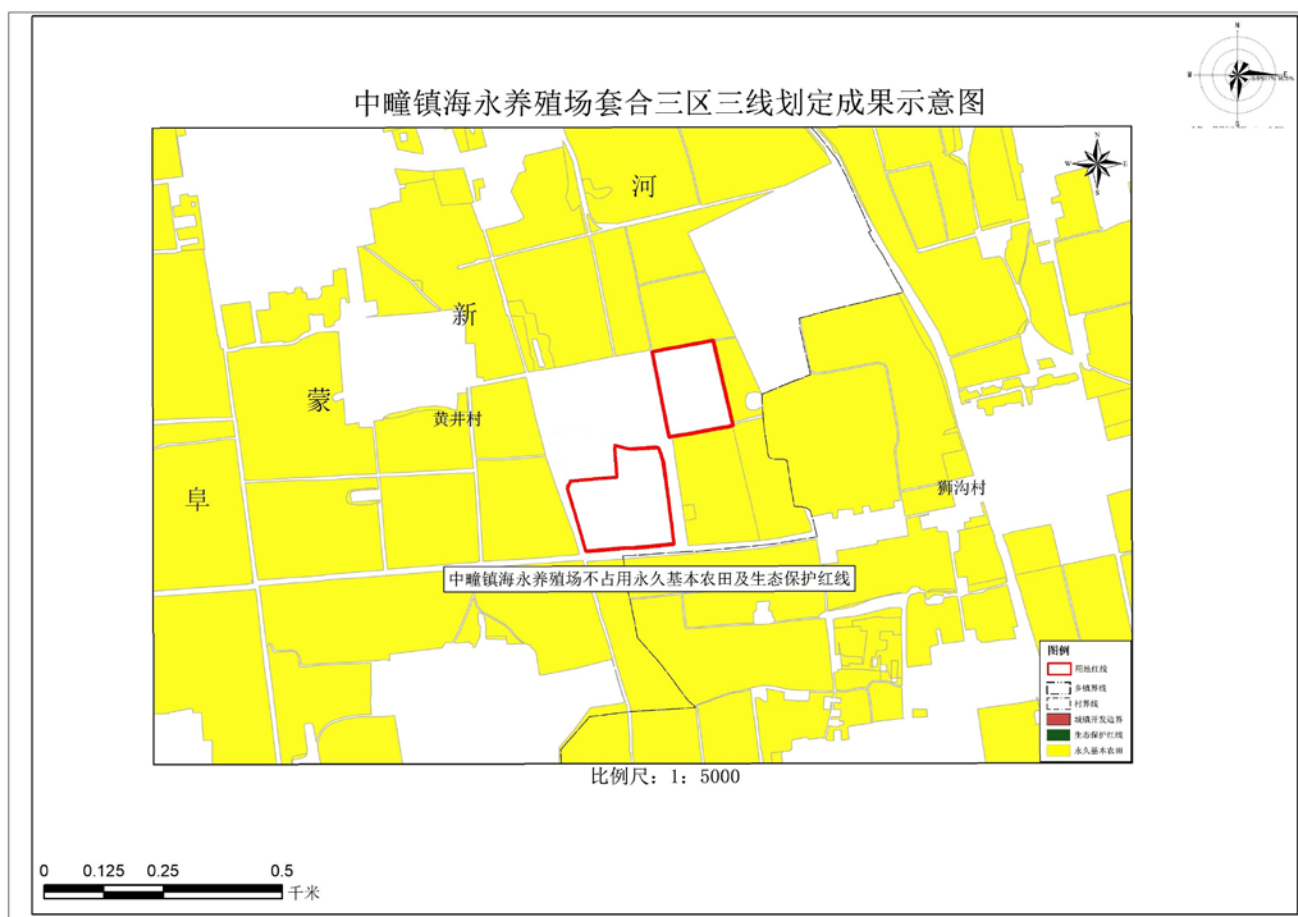 N
W
E
S
中疃镇海永养殖场套合三区三线划定成果示意图
N
W
E
S
河
新
蒙
黄井村
阜
狮沟村
中疃镇海永养殖场不占用永久基本农田及生态保护红线
图例
用地红线
乡镇界线
村界线
城镇开发边界
生态保护红线
永久基本农田
比例尺：1：5000
0 0.125 0.25 0.5
千米